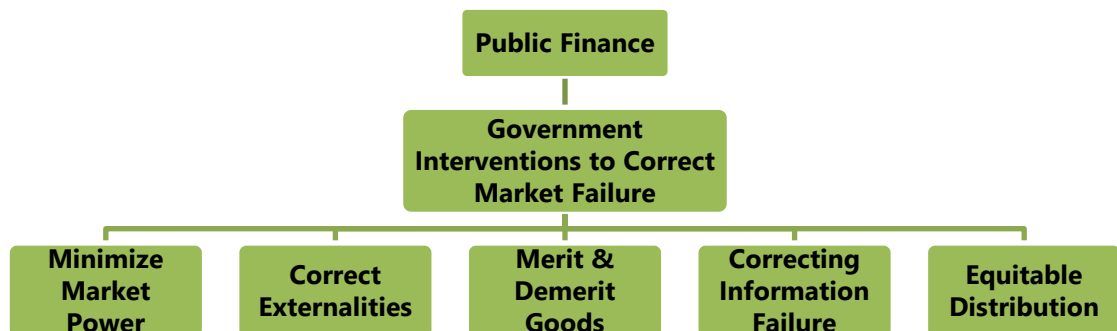 Public Finance
Government
Interventions to Correct
Market Failure
Minimize
Market
Power
Correct
Externalities
Merit &
Demerit
Goods
Correcting
Information
Failure
Equitable
Distribution